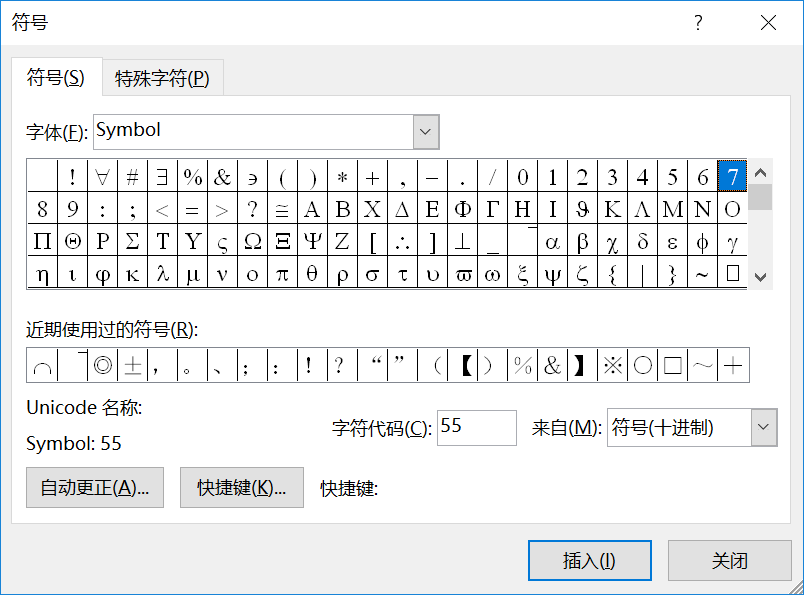 符号 ?
符号(S) 特殊字符(P)
字体(F): Symbol
! ∀ # ∃ % & ∍ ( ) ∗ + , − . / 0 1 2 3 4 5 6 7
8 9 : ; < = > ? ≅ Α Β Χ Δ Ε Φ Γ Η Ι ϑ Κ Λ Μ Ν Ο
Π Θ Ρ Σ Τ Υ ς Ω Ξ Ψ Ζ [ ∴ ] ⊥ _ ‾ α β χ δ ε ϕ γ
η ι φ κ λ μ ν ο π θ ρ σ τ υ ϖ ω ξ ψ ζ { | } ∼ □
近期使用过的符号(R):
⌒ ‾ ◎ ± , 。 、 ; : ! ? “ ” ( 【 ) % & 】 ※ ○ □ ~ +
Unicode 名称:
Symbol: 55
字符代码(C): 55 来自(M): 符号(十进制)
自动更正(A)... 快捷键(K)... 快捷键:
插入(I) 关闭